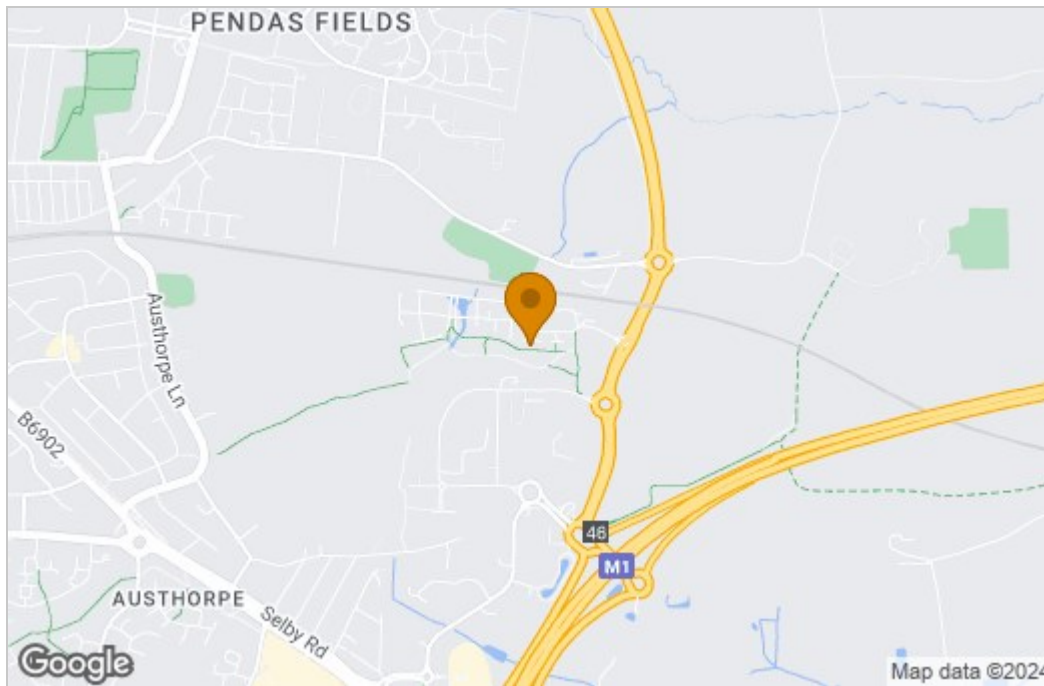 PENDAS FIELDS
Austhorpe Ln
B6902
46
M1
AUSTHORPE
Selby Rd
Google
Map data ©2024